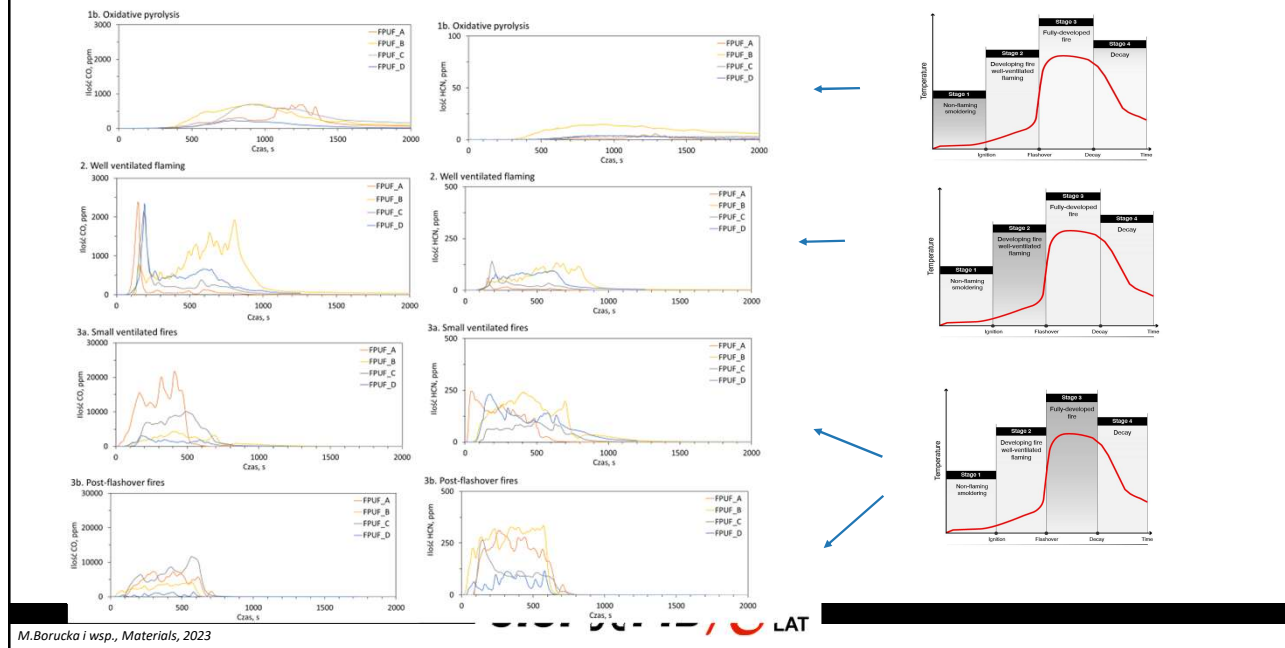 1b. Oxidative pyrolysis
Ilość CO, ppm
3000
2000
1000
0
0 500 1000 1500 2000
Czas, s
FPUF_A
FPUF_B
FPUF_C
FPUF_D
1b. Oxidative pyrolysis
Ilość HCN, ppm
100
50
0
0 500 1000 1500 2000
Czas, s
FPUF_A
FPUF_B
FPUF_C
FPUF_D
2. Well ventilated flaming
Ilość CO, ppm
3000
2000
1000
0
0 500 1000 1500 2000
Czas, s
FPUF_A
FPUF_B
FPUF_C
FPUF_D
2. Well ventilated flaming
Ilość HCN, ppm
500
250
0
0 500 1000 1500 2000
Czas, s
FPUF_A
FPUF_B
FPUF_C
FPUF_D
3a. Small ventilated fires
Ilość CO, ppm
30000
20000
10000
0
0 500 1000 1500 2000
Czas, s
FPUF_A
FPUF_B
FPUF_C
FPUF_D
3a. Small ventilated fires
Ilość HCN, ppm
500
250
0
0 500 1000 1500 2000
Czas, s
FPUF_A
FPUF_B
FPUF_C
FPUF_D
3b. Post-flashover fires
Ilość CO, ppm
30000
20000
10000
0
0 500 1000 1500 2000
Czas, s
FPUF_A
FPUF_B
FPUF_C
FPUF_D
3b. Post-flashover fires
Ilość HCN, ppm
500
250
0
0 500 1000 1500 2000
Czas, s
FPUF_A
FPUF_B
FPUF_C
FPUF_D
Temperature
Stage 1
Non-flaming
smoldering
Stage 2
Developing fire
well-ventilated
flaming
Stage 3
Fully-developed
fire
Stage 4
Decay
Ignition Flashover Decay Time
Temperature
Stage 1
Non-flaming
smoldering
Stage 2
Developing fire
well-ventilated
flaming
Stage 3
Fully-developed
fire
Stage 4
Decay
Ignition Flashover Decay Time
Temperature
Stage 1
Non-flaming
smoldering
Stage 2
Developing fire
well-ventilated
flaming
Stage 3
Fully-developed
fire
Stage 4
Decay
Ignition Flashover Decay Time
LAT
M.Borucka i wsp., Materials, 2023